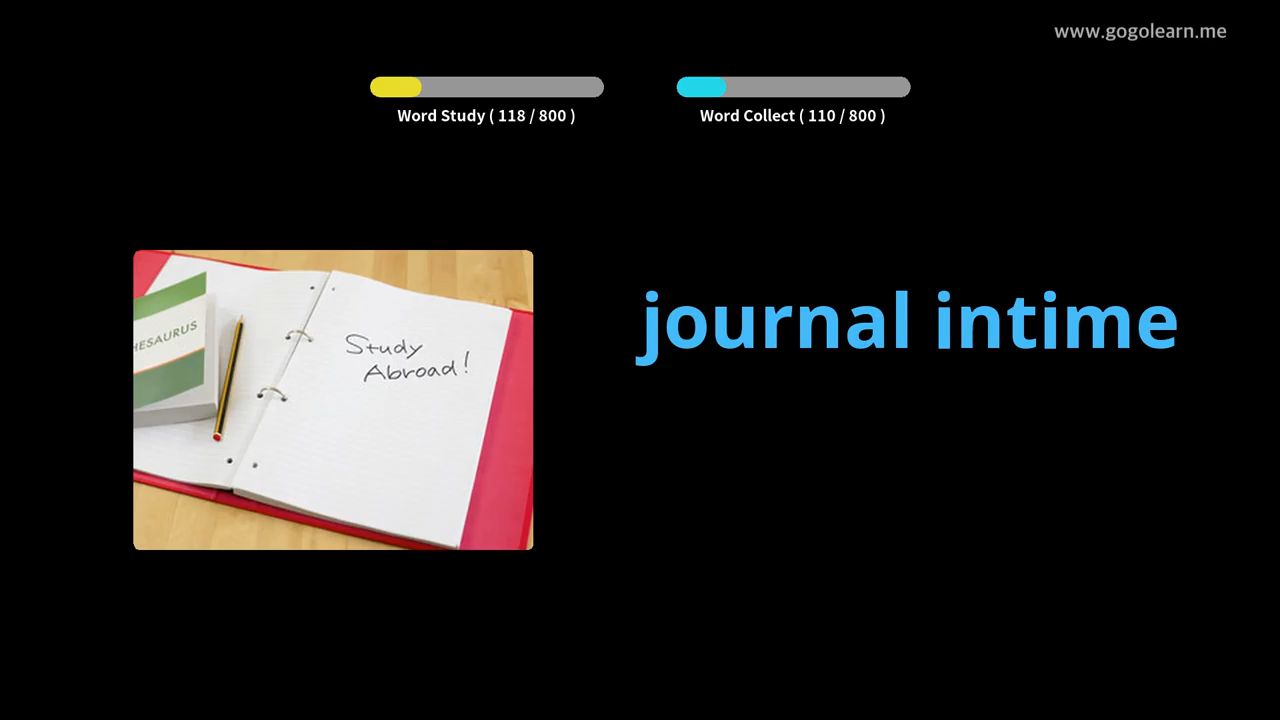 www.gogolearn.me
Word Study ( 118 / 800 )
Word Collect ( 110 / 800 )
journal intime
HESAURUS
Study
Abroad!